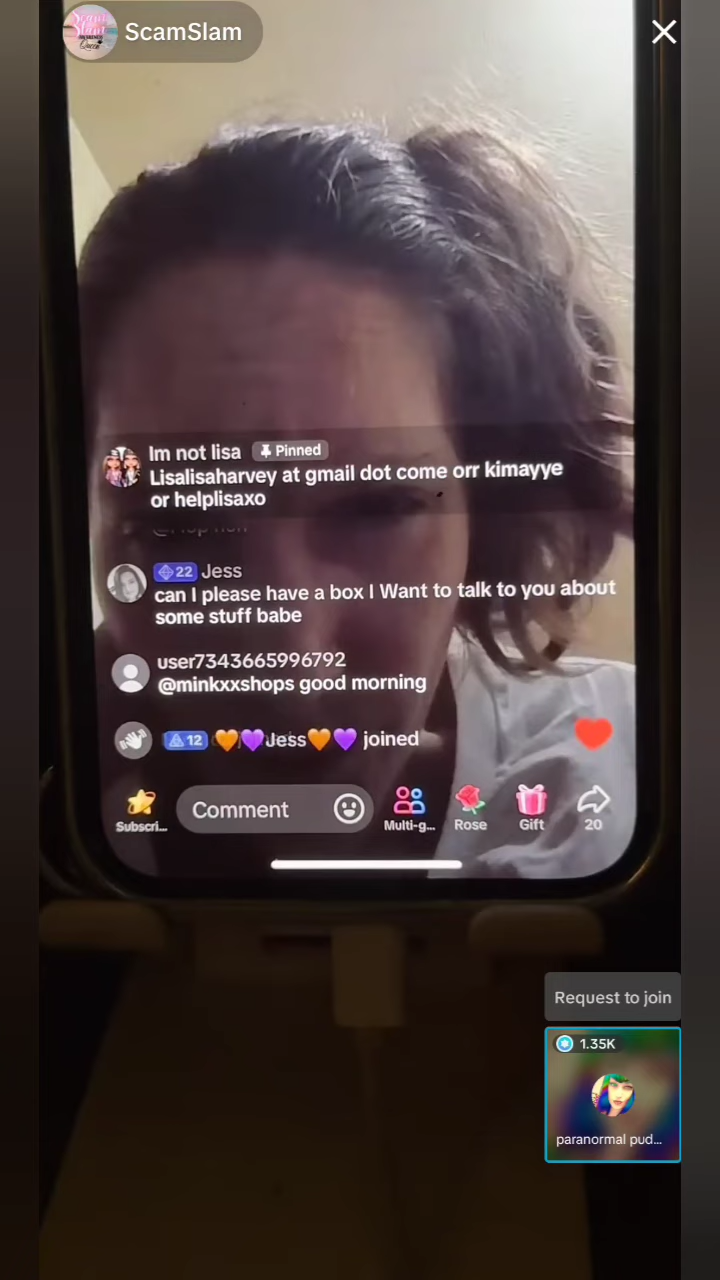 ScamSlam
Im not lisa Pinned
Lisalisaharvey at gmail dot come orr kimayye
or helplisaxo
22 Jess
can I please have a box I Want to talk to you about
some stuff babe
user7343665996792
@minkxxshops good morning
12 🧡💜Jess🧡💜 joined
Subscri... Comment Multi-g... Rose Gift 20
Request to join
1.35K
paranormal pud...